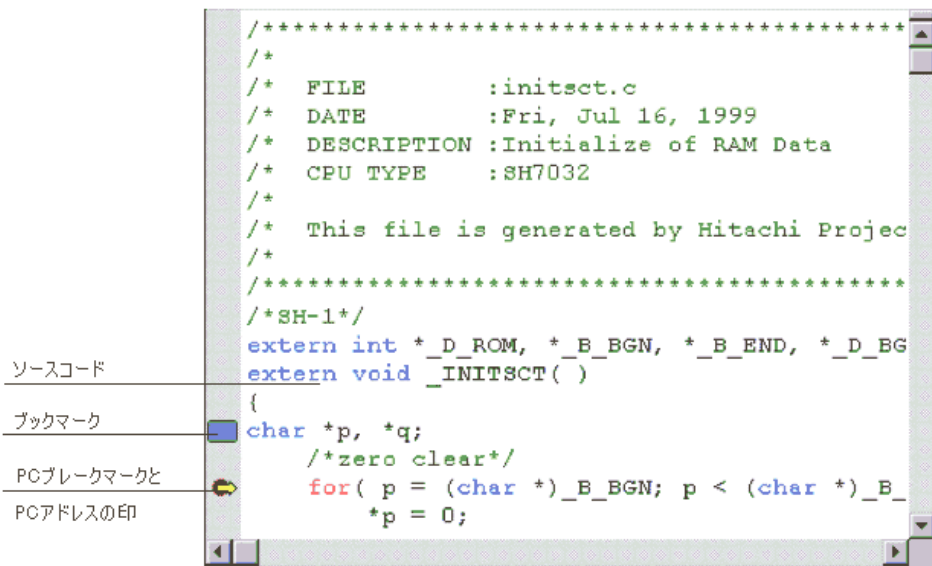 /*******************************************
/*
/*  FILE        :initsct.c
/*  DATE        :Fri, Jul 16, 1999
/*  DESCRIPTION :Initialize of RAM Data
/*  CPU TYPE    :SH7032
/*
/*  This file is generated by Hitachi Projec
/*
/*******************************************
/*SH-1*/
extern int *_D_ROM, *_B_BGN, *_B_END, *_D_BG
extern void _INITSCT( )
{
char *p, *q;
    /*zero clear*/
    for( p = (char *)_B_BGN; p < (char *)_B_
        *p = 0;
ソースコード
ブックマーク
PCブレークマークと
PCアドレスの印